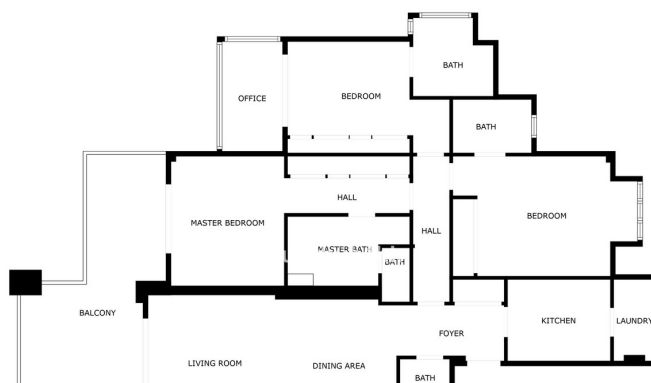 BATH
OFFICE
BEDROOM
BATH
HALL
MASTER BEDROOM
HALL
BEDROOM
MASTER BATH
BATH
BALCONY
FOYER
KITCHEN
LAUNDRY
LIVING ROOM
DINING AREA
BATH